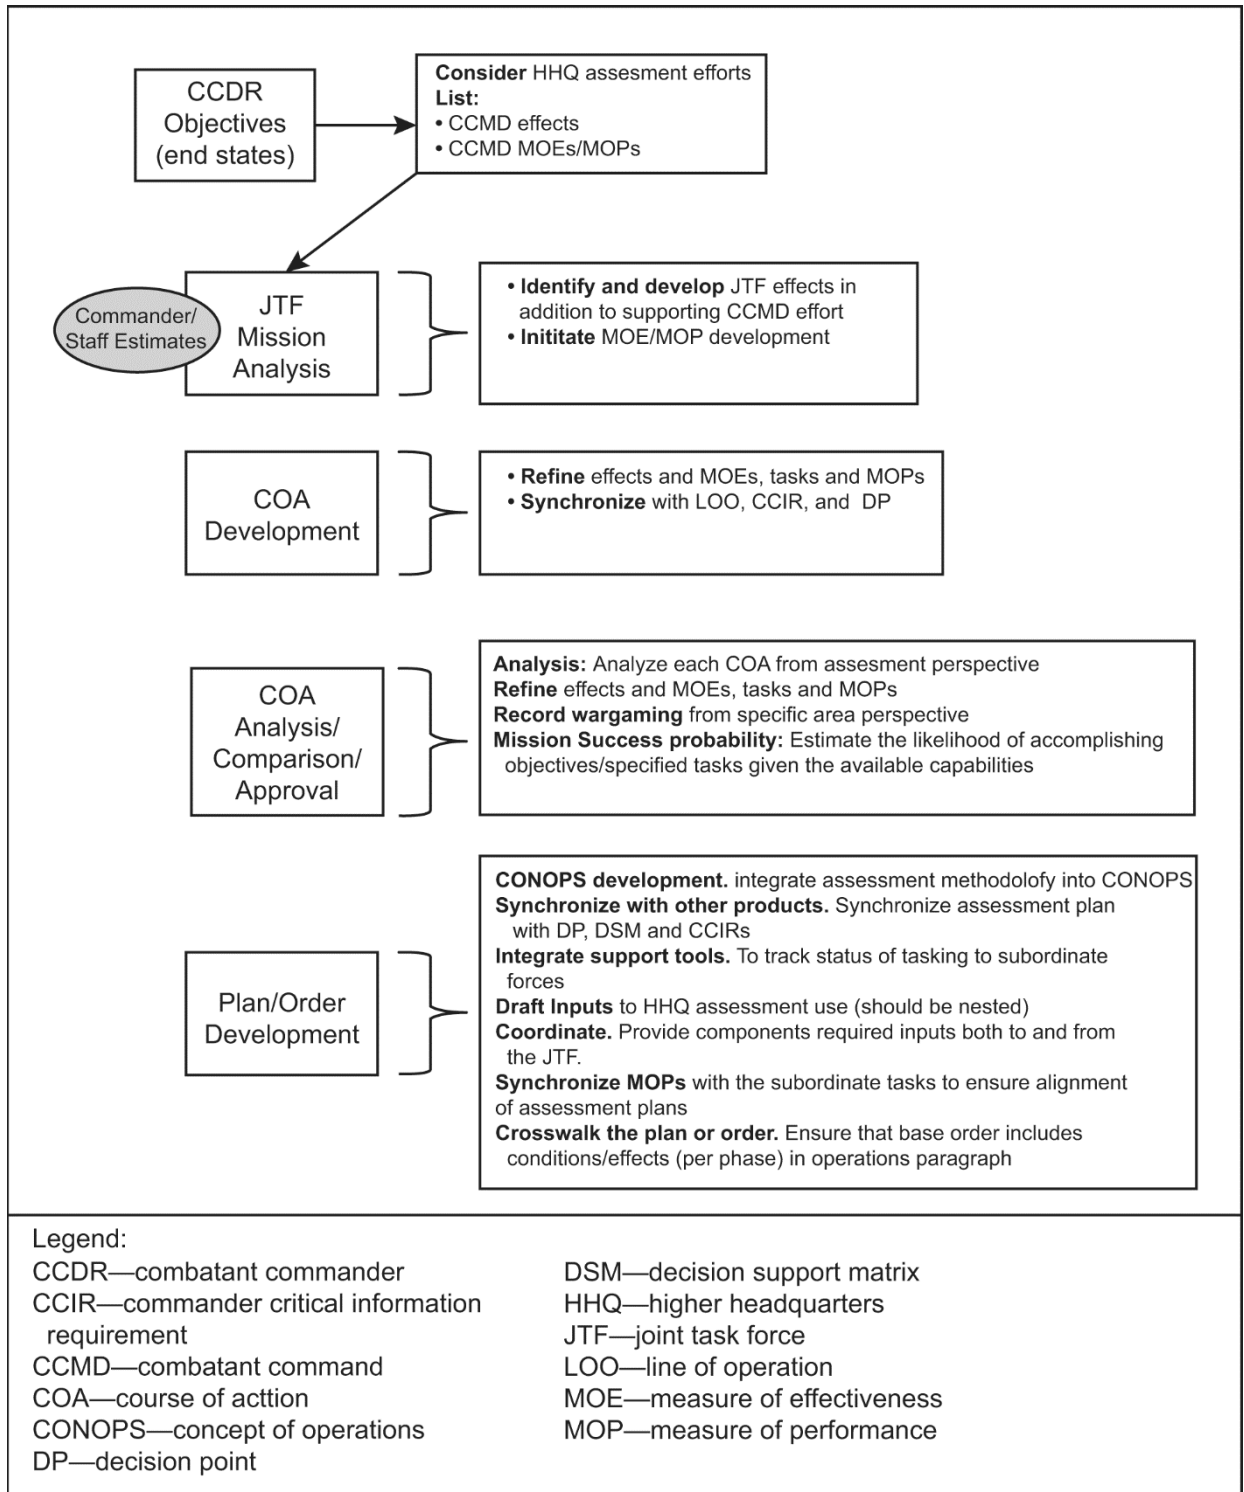 CCDR
Objectives
(end states)
Consider HHQ assesment efforts
List:
• CCMD effects
• CCMD MOEs/MOPs
Commander/
Staff Estimates
JTF
Mission
Analysis
• Identify and develop JTF effects in
addition to supporting CCMD effort
• Inititate MOE/MOP development
COA
Development
• Refine effects and MOEs, tasks and MOPs
• Synchronize with LOO, CCIR, and DP
COA
Analysis/
Comparison/
Approval
Analysis: Analyze each COA from assesment perspective
Refine effects and MOEs, tasks and MOPs
Record wargaming from specific area perspective
Mission Success probability: Estimate the likelihood of accomplishing
objectives/specified tasks given the available capabilities
Plan/Order
Development
CONOPS development. integrate assessment methodolofy into CONOPS
Synchronize with other products. Synchronize assessment plan
with DP, DSM and CCIRs
Integrate support tools. To track status of tasking to subordinate
forces
Draft Inputs to HHQ assessment use (should be nested)
Coordinate. Provide components required inputs both to and from
the JTF.
Synchronize MOPs with the subordinate tasks to ensure alignment
of assessment plans
Crosswalk the plan or order. Ensure that base order includes
conditions/effects (per phase) in operations paragraph
Legend:
CCDR—combatant commander
CCIR—commander critical information
requirement
CCMD—combatant command
COA—course of acttion
CONOPS—concept of operations
DP—decision point
DSM—decision support matrix
HHQ—higher headquarters
JTF—joint task force
LOO—line of operation
MOE—measure of effectiveness
MOP—measure of performance